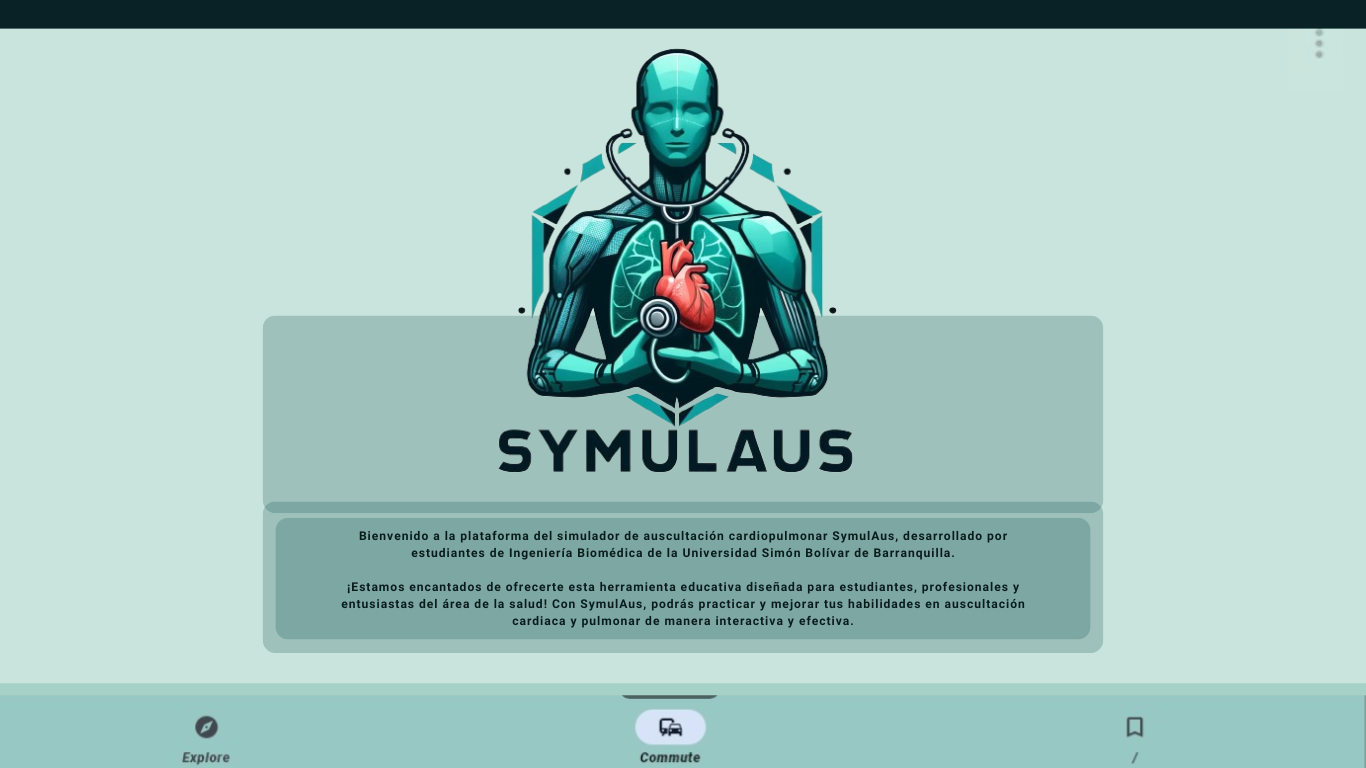 SYMULAUS
Bienvenido a la plataforma del simulador de auscultación cardiopulmonar SymulAus, desarrollado por
estudiantes de Ingeniería Biomédica de la Universidad Simón Bolívar de Barranquilla.
¡Estamos encantados de ofrecerte esta herramienta educativa diseñada para estudiantes, profesionales y
entusiastas del área de la salud! Con SymulAus, podrás practicar y mejorar tus habilidades en auscultación
cardiaca y pulmonar de manera interactiva y efectiva.
Explore
Commute
/